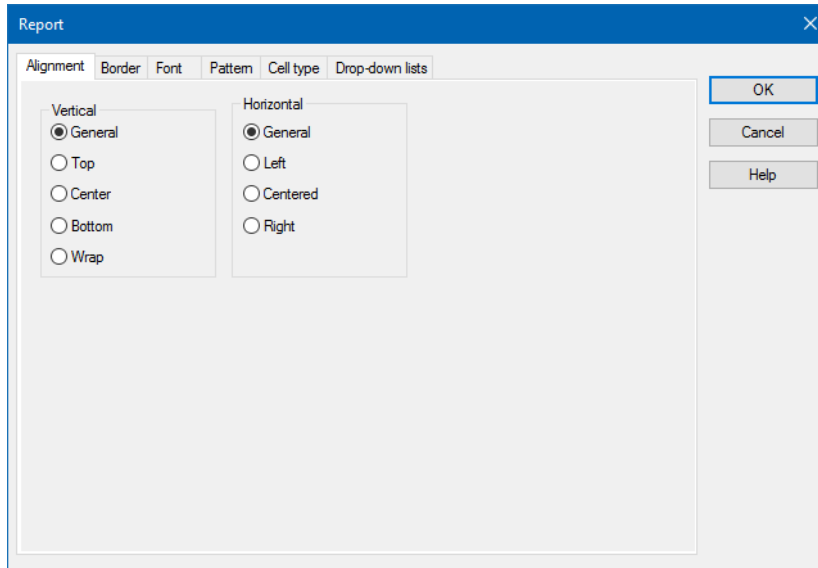 Report
Alignment Border Font Pattern Cell type Drop-down lists
Vertical
General
Top
Center
Bottom
Wrap
Horizontal
General
Left
Centered
Right
OK
Cancel
Help